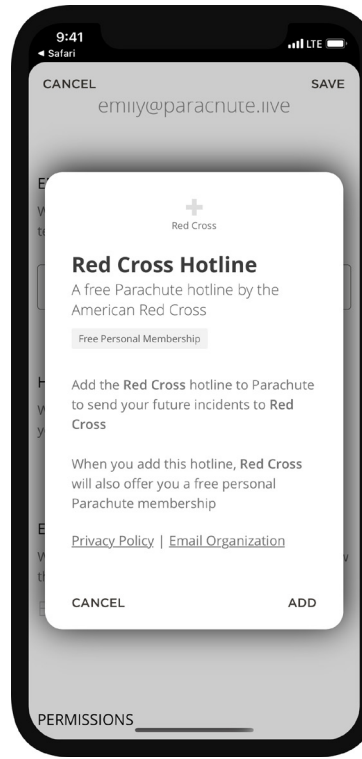 9:41
LTE
Safari
CANCEL
SAVE
emily@parachute.live
Red Cross
Red Cross Hotline
A free Parachute hotline by the
American Red Cross
Free Personal Membership
Add the Red Cross hotline to Parachute
to send your future incidents to Red
Cross
When you add this hotline, Red Cross
will also offer you a free personal
Parachute membership
Privacy Policy | Email Organization
CANCEL
ADD
PERMISSIONS